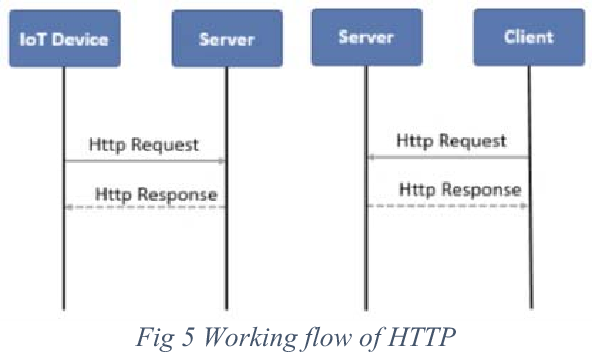 IoT Device Server Server Client
Http Request Http Request
Http Response Http Response
Fig 5 Working flow of HTTP